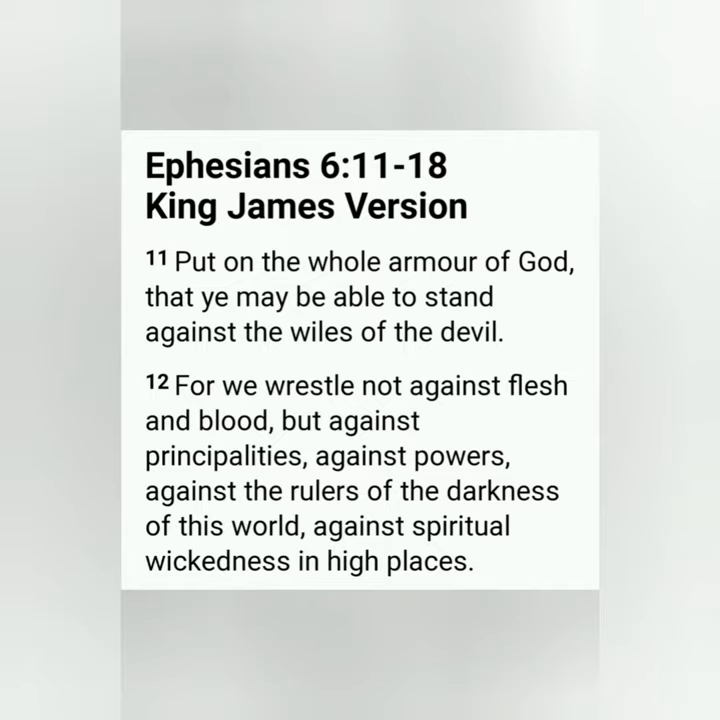 Ephesians 6:11-18
King James Version
11 Put on the whole armour of God,
that ye may be able to stand
against the wiles of the devil.
12 For we wrestle not against flesh
and blood, but against
principalities, against powers,
against the rulers of the darkness
of this world, against spiritual
wickedness in high places.